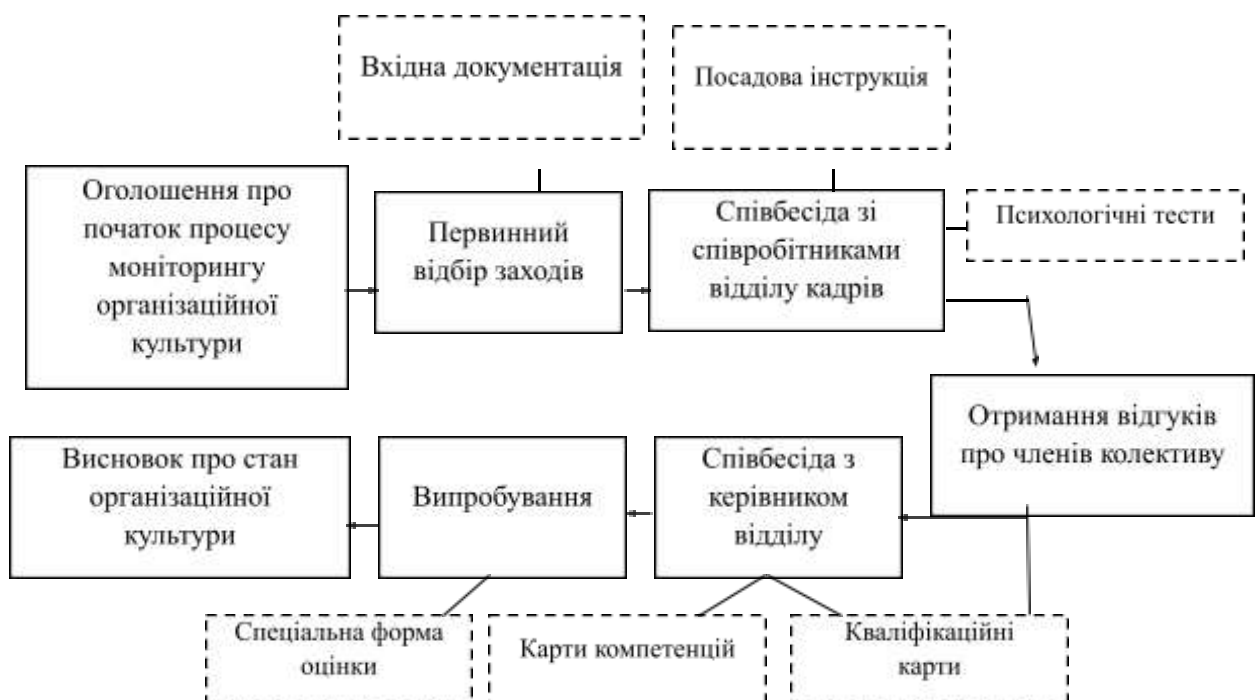 Вхідна документація
Посадова інструкція
Оголошення про
початок процесу
моніторингу
організаційної
культури
Первинний
відбір заходів
Співбесіда зі
співробітниками
відділу кадрів
Психологічні тести
Отримання відгуків
про членів колективу
Висновок про стан
організаційної
культури
Випробування
Співбесіда з
керівником
відділу
Спеціальна форма
оцінки
Карти компетенцій
Кваліфікаційні
карти